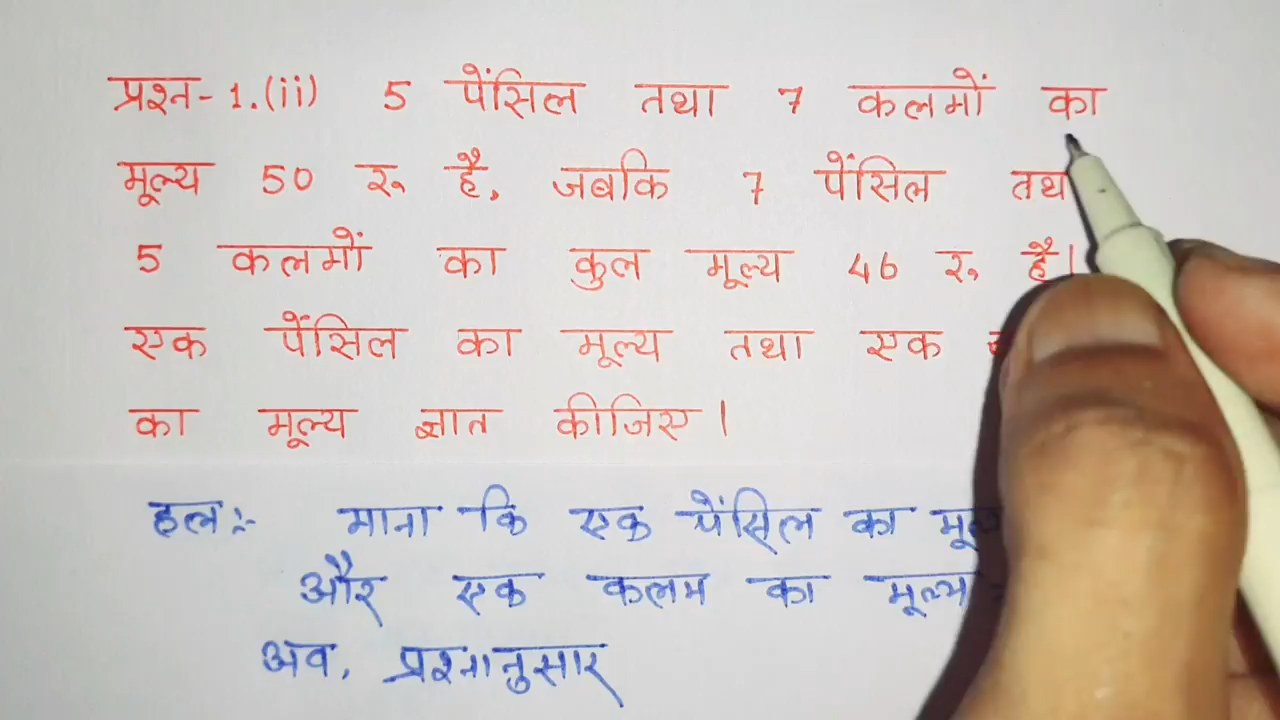 प्रश्न-1.(ii) 5 पेंसिल तथा 7 कलमों का
मूल्य 50 रु. है, जबकि 7 पेंसिल
5 कलमों का कुल मूल्य 46 रु. है।
एक पेंसिल का मूल्य तथा एक
का मूल्य ज्ञात कीजिए।
हल:- माना कि एक पेंसिल का
और एक कलम का मूल्य
अब, प्रश्नानुसार